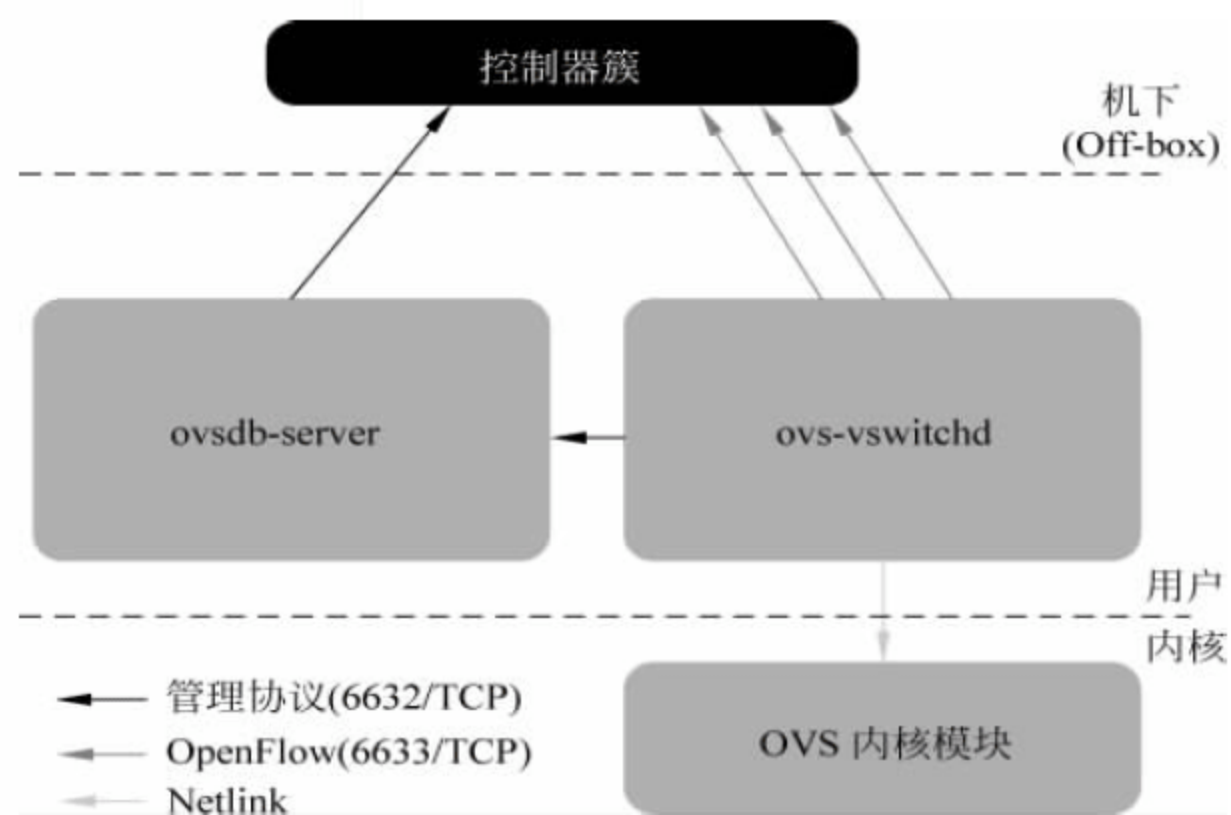 控制器簇
机下
(Off-box)
ovsdb-server
ovs-vswitchd
用户
内核
管理协议(6632/TCP)
OpenFlow(6633/TCP)
Netlink
OVS 内核模块